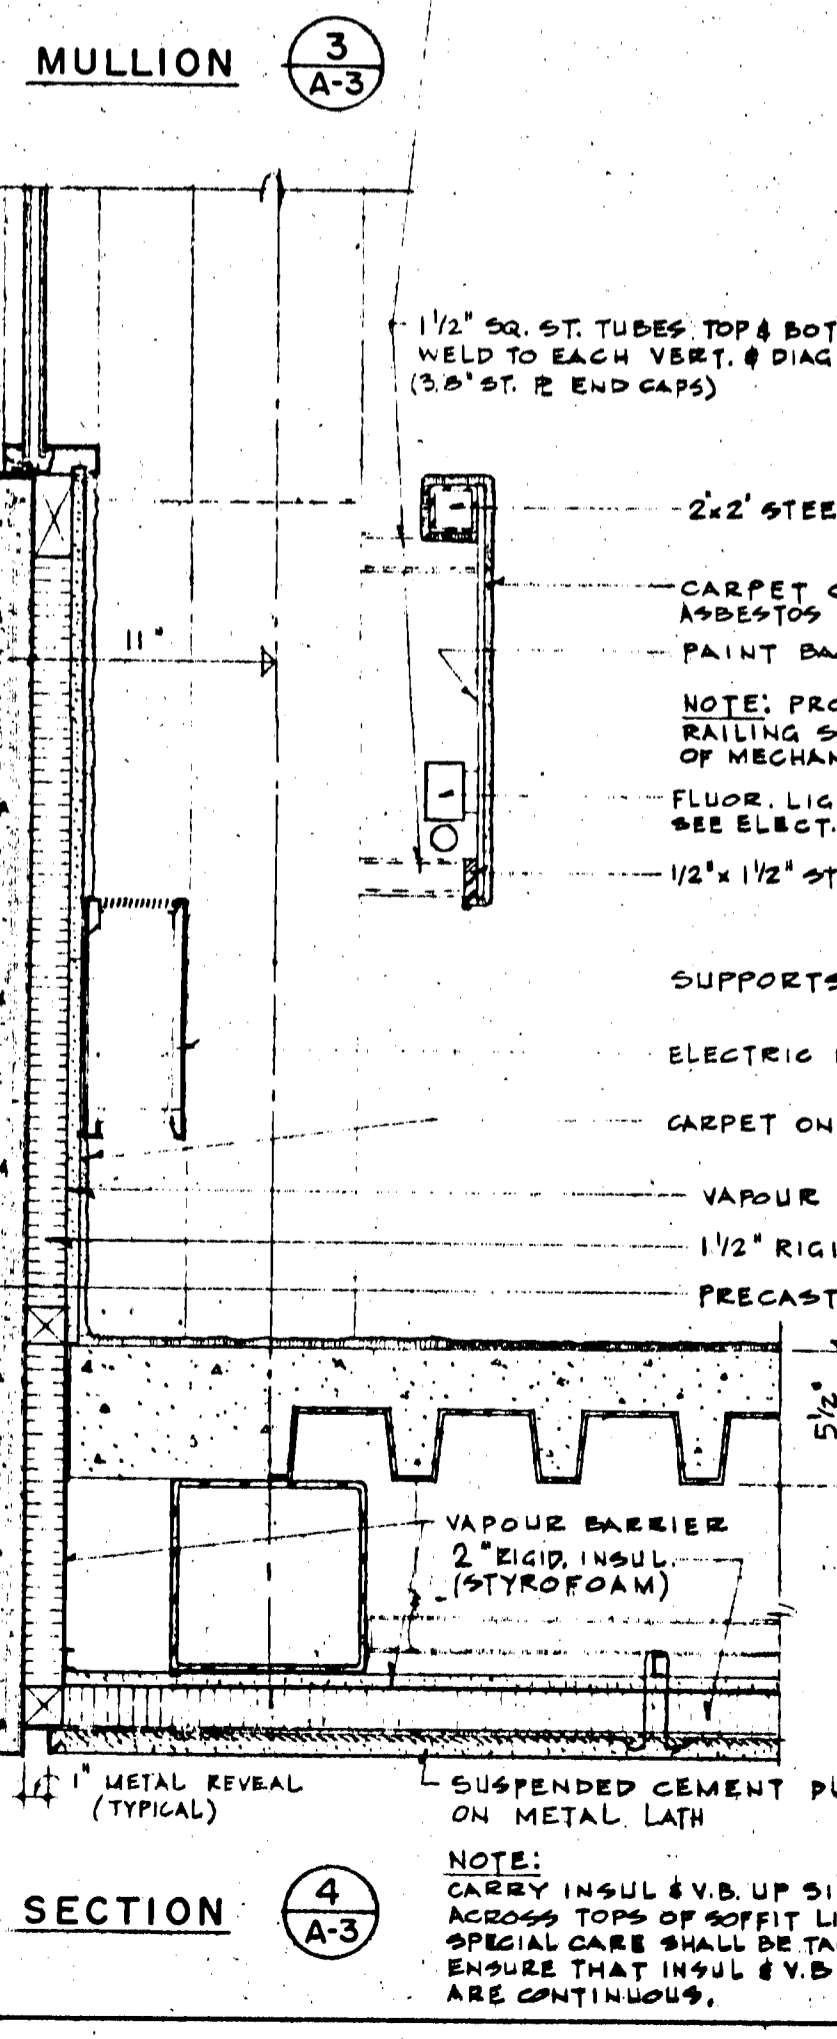 MULLION
3
A-3
1 1/2" SQ. ST. TUBES TOP & BOT
WELD TO EACH VERT. & DIAG
(3.8" ST. PL END CAPS)
2"x2" STEE
CARPET
ASBESTOS
PAINT BA
11"
NOTE: PRO
RAILING S
OF MECHAN
FLUOR. LIG
SEE ELECT.
1/2" x 1 1/2" ST
SUPPORTS
ELECTRIC
CARPET ON
VAPOUR
1 1/2" RIGI
PRECAST
5 1/2"
VAPOUR BARRIER
2" RIGID. INSUL.
(STYROFOAM)
1" METAL REVEAL
(TYPICAL)
SUSPENDED CEMENT PL
ON METAL LATH
SECTION
4
A-3
NOTE:
CARRY INSUL & V.B. UP SI
ACROSS TOPS OF SOFFIT LI
SPECIAL CARE SHALL BE TA
ENSURE THAT INSUL & V.B
ARE CONTINUOUS.